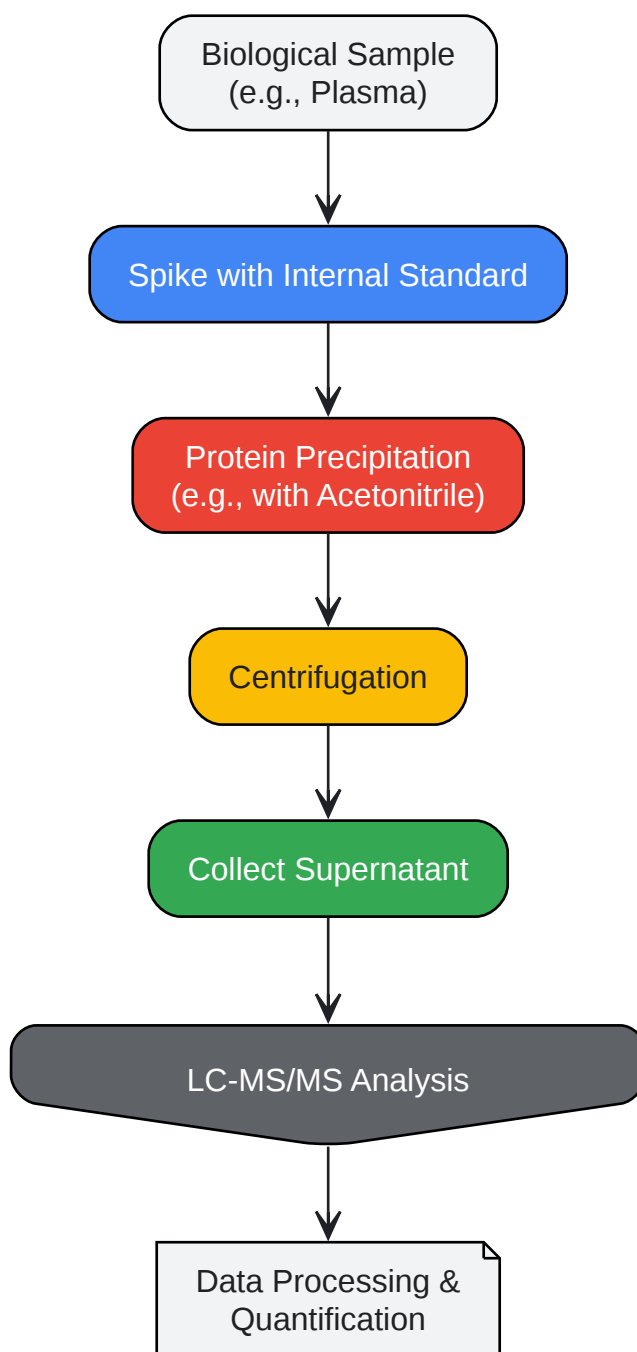 Biological Sample
(e.g., Plasma)
Spike with Internal Standard
Protein Precipitation
(e.g., with Acetonitrile)
Centrifugation
Collect Supernatant
LC-MS/MS Analysis
Data Processing &
Quantification